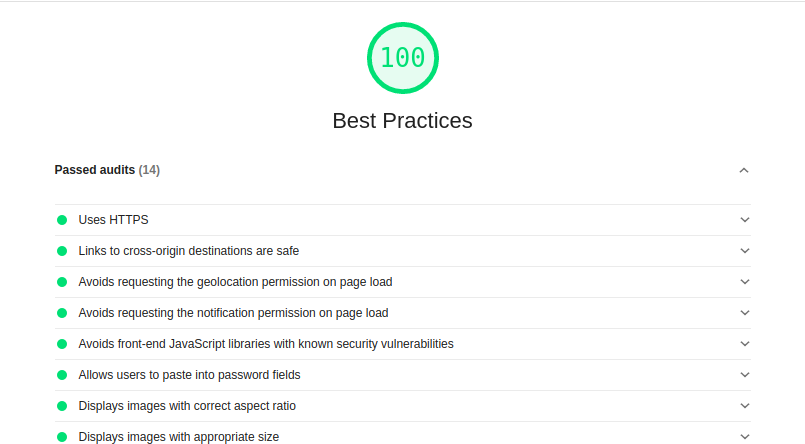 100
Best Practices
Passed audits (14)
Uses HTTPS
Links to cross-origin destinations are safe
Avoids requesting the geolocation permission on page load
Avoids requesting the notification permission on page load
Avoids front-end JavaScript libraries with known security vulnerabilities
Allows users to paste into password fields
Displays images with correct aspect ratio
Displays images with appropriate size